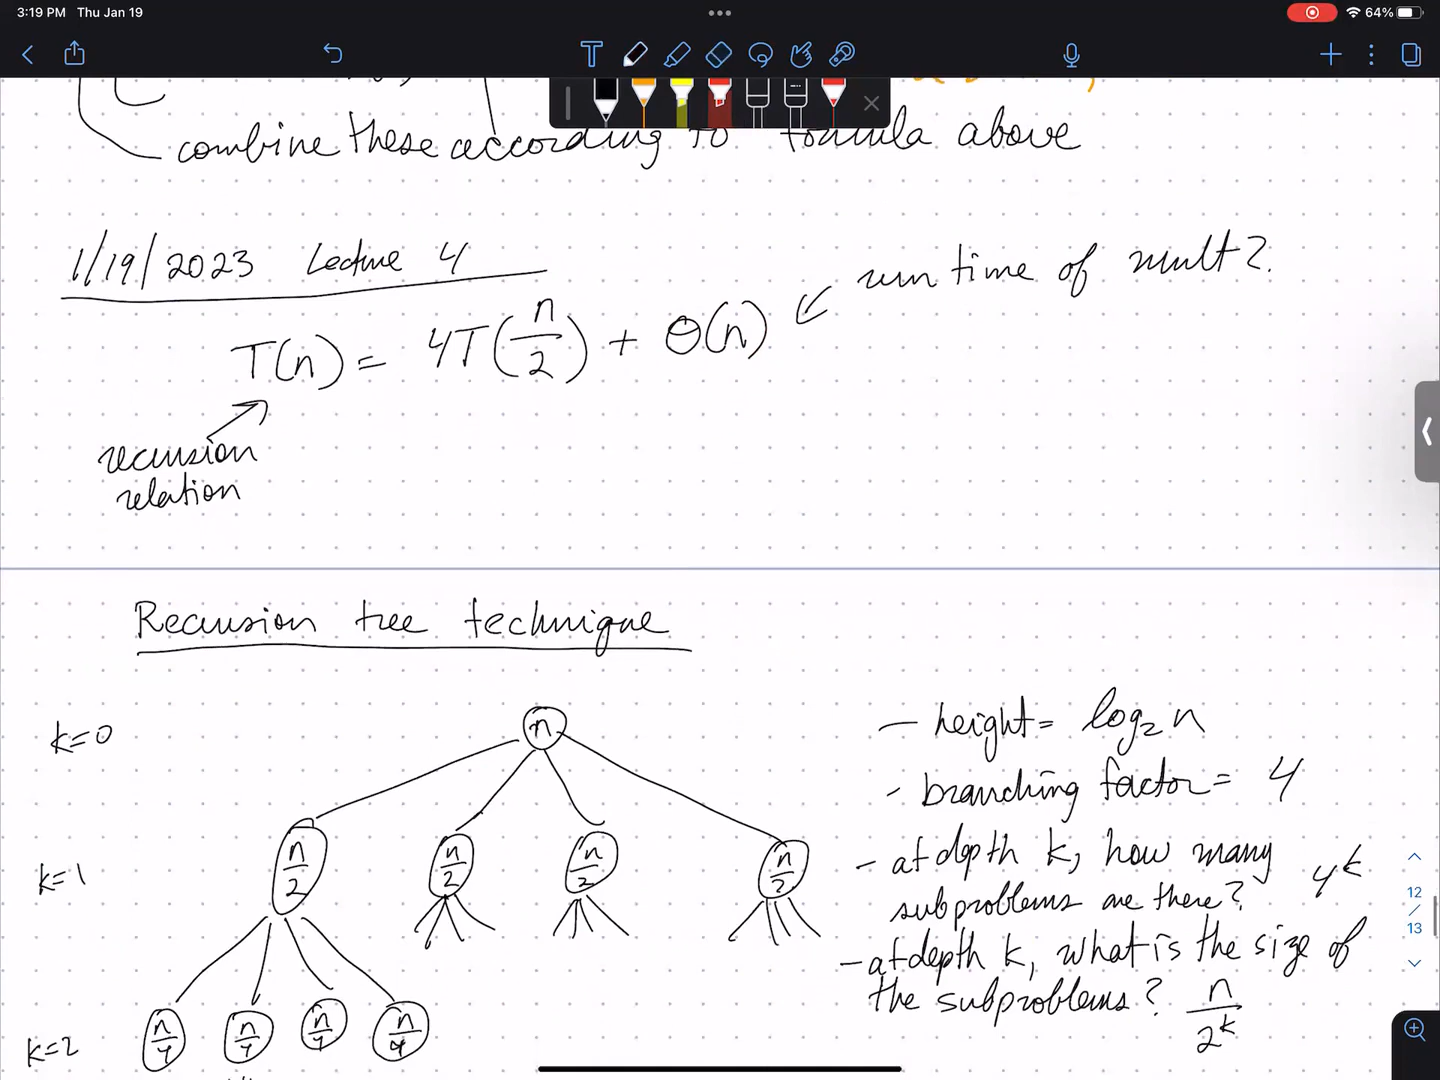 3:19 PM Thu Jan 19
64%
combine these according to formula above
1/19/2023 Lecture 4
run time of mult?
T(n) = 4T(n/2) + Θ(n)
recursion
relation
Recursion tree technique
k=0
n
- height = log₂ n
- branching factor = 4
k=1
n/2 n/2 n/2 n/2
- at depth k, how many
subproblems are there? 4^k
- at depth k, what is the size of
the subproblems? n/2^k
k=2
n/4 n/4 n/4 n/4
12
/
13